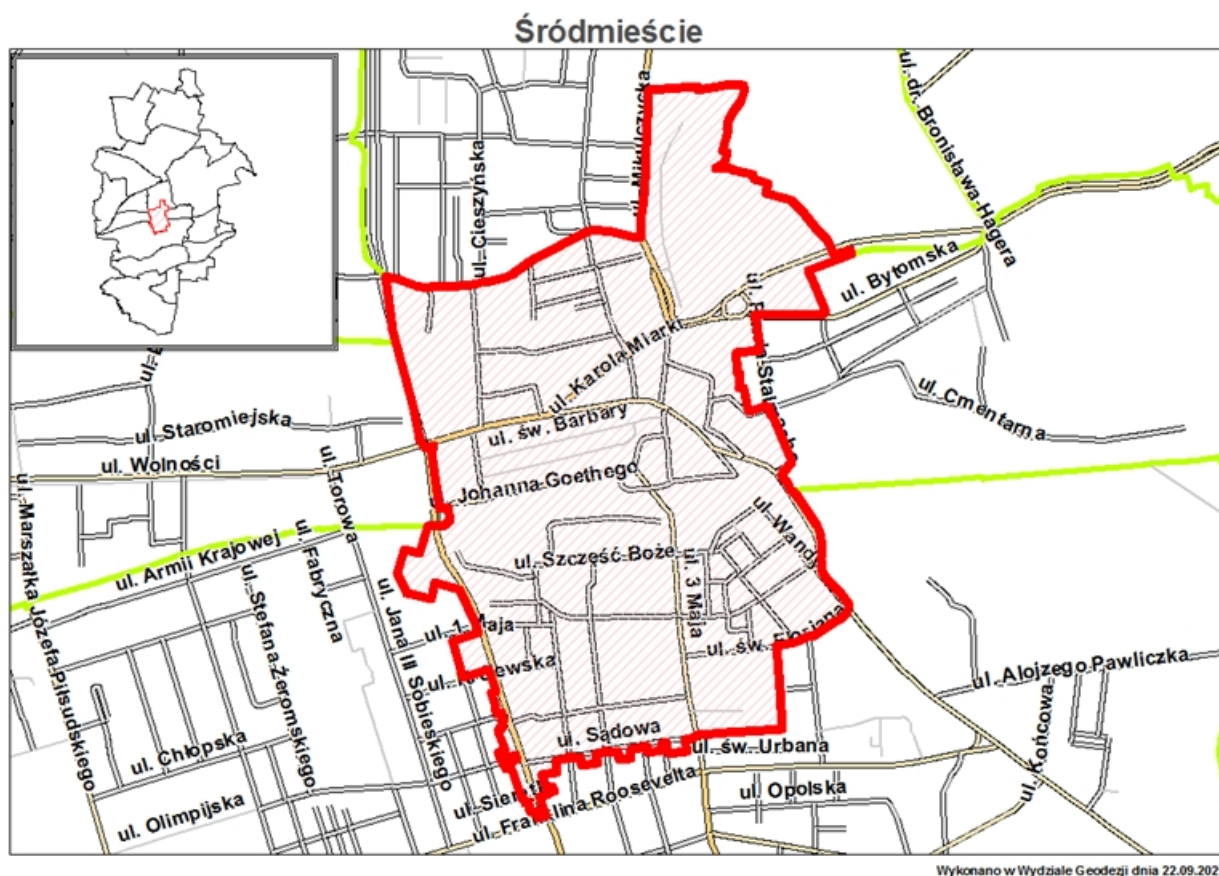 Śródmieście
ul. Mikulczycka
ul. dr. Bronisława Hagera
ul. Cieszyńska
ul. Bytomska
ul. Karola Miarki
ul. Cmentarna
ul. Staromiejska
ul. św. Barbary
ul. Wolności
ul. Johanna Goethego
ul. Torowa
ul. Marszałka Józefa Piłsudskiego
ul. Wandy
ul. Armii Krajowej
ul. Fabryczna
ul. Szczęść Boże
ul. Stefana Żeromskiego
ul. Jana III Sobieskiego
ul. 3 Maja
ul. 1 Maja
ul. św. Floriana
ul. Alojzego Pawliczka
ul. Sądowa
ul. św. Urbana
ul. Chłopska
ul. Końcowa
ul. Opolska
ul. Olimpijska
ul. Franklina Roosevelta
Wykonano w Wydziale Geodezji dnia 22.09.202